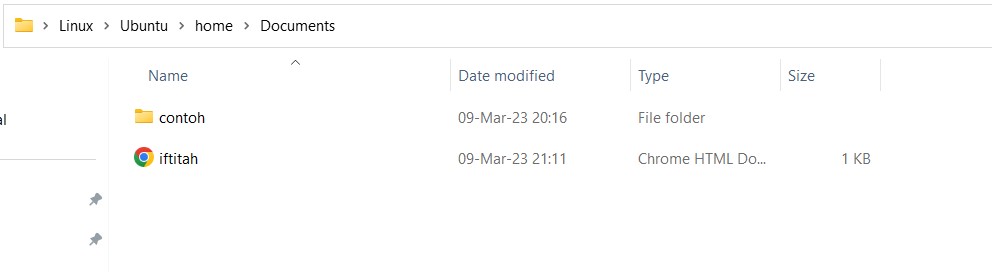 Linux > Ubuntu > home > Documents
Name Date modified Type Size
al
contoh 09-Mar-23 20:16 File folder
iftitah 09-Mar-23 21:11 Chrome HTML Do... 1 KB